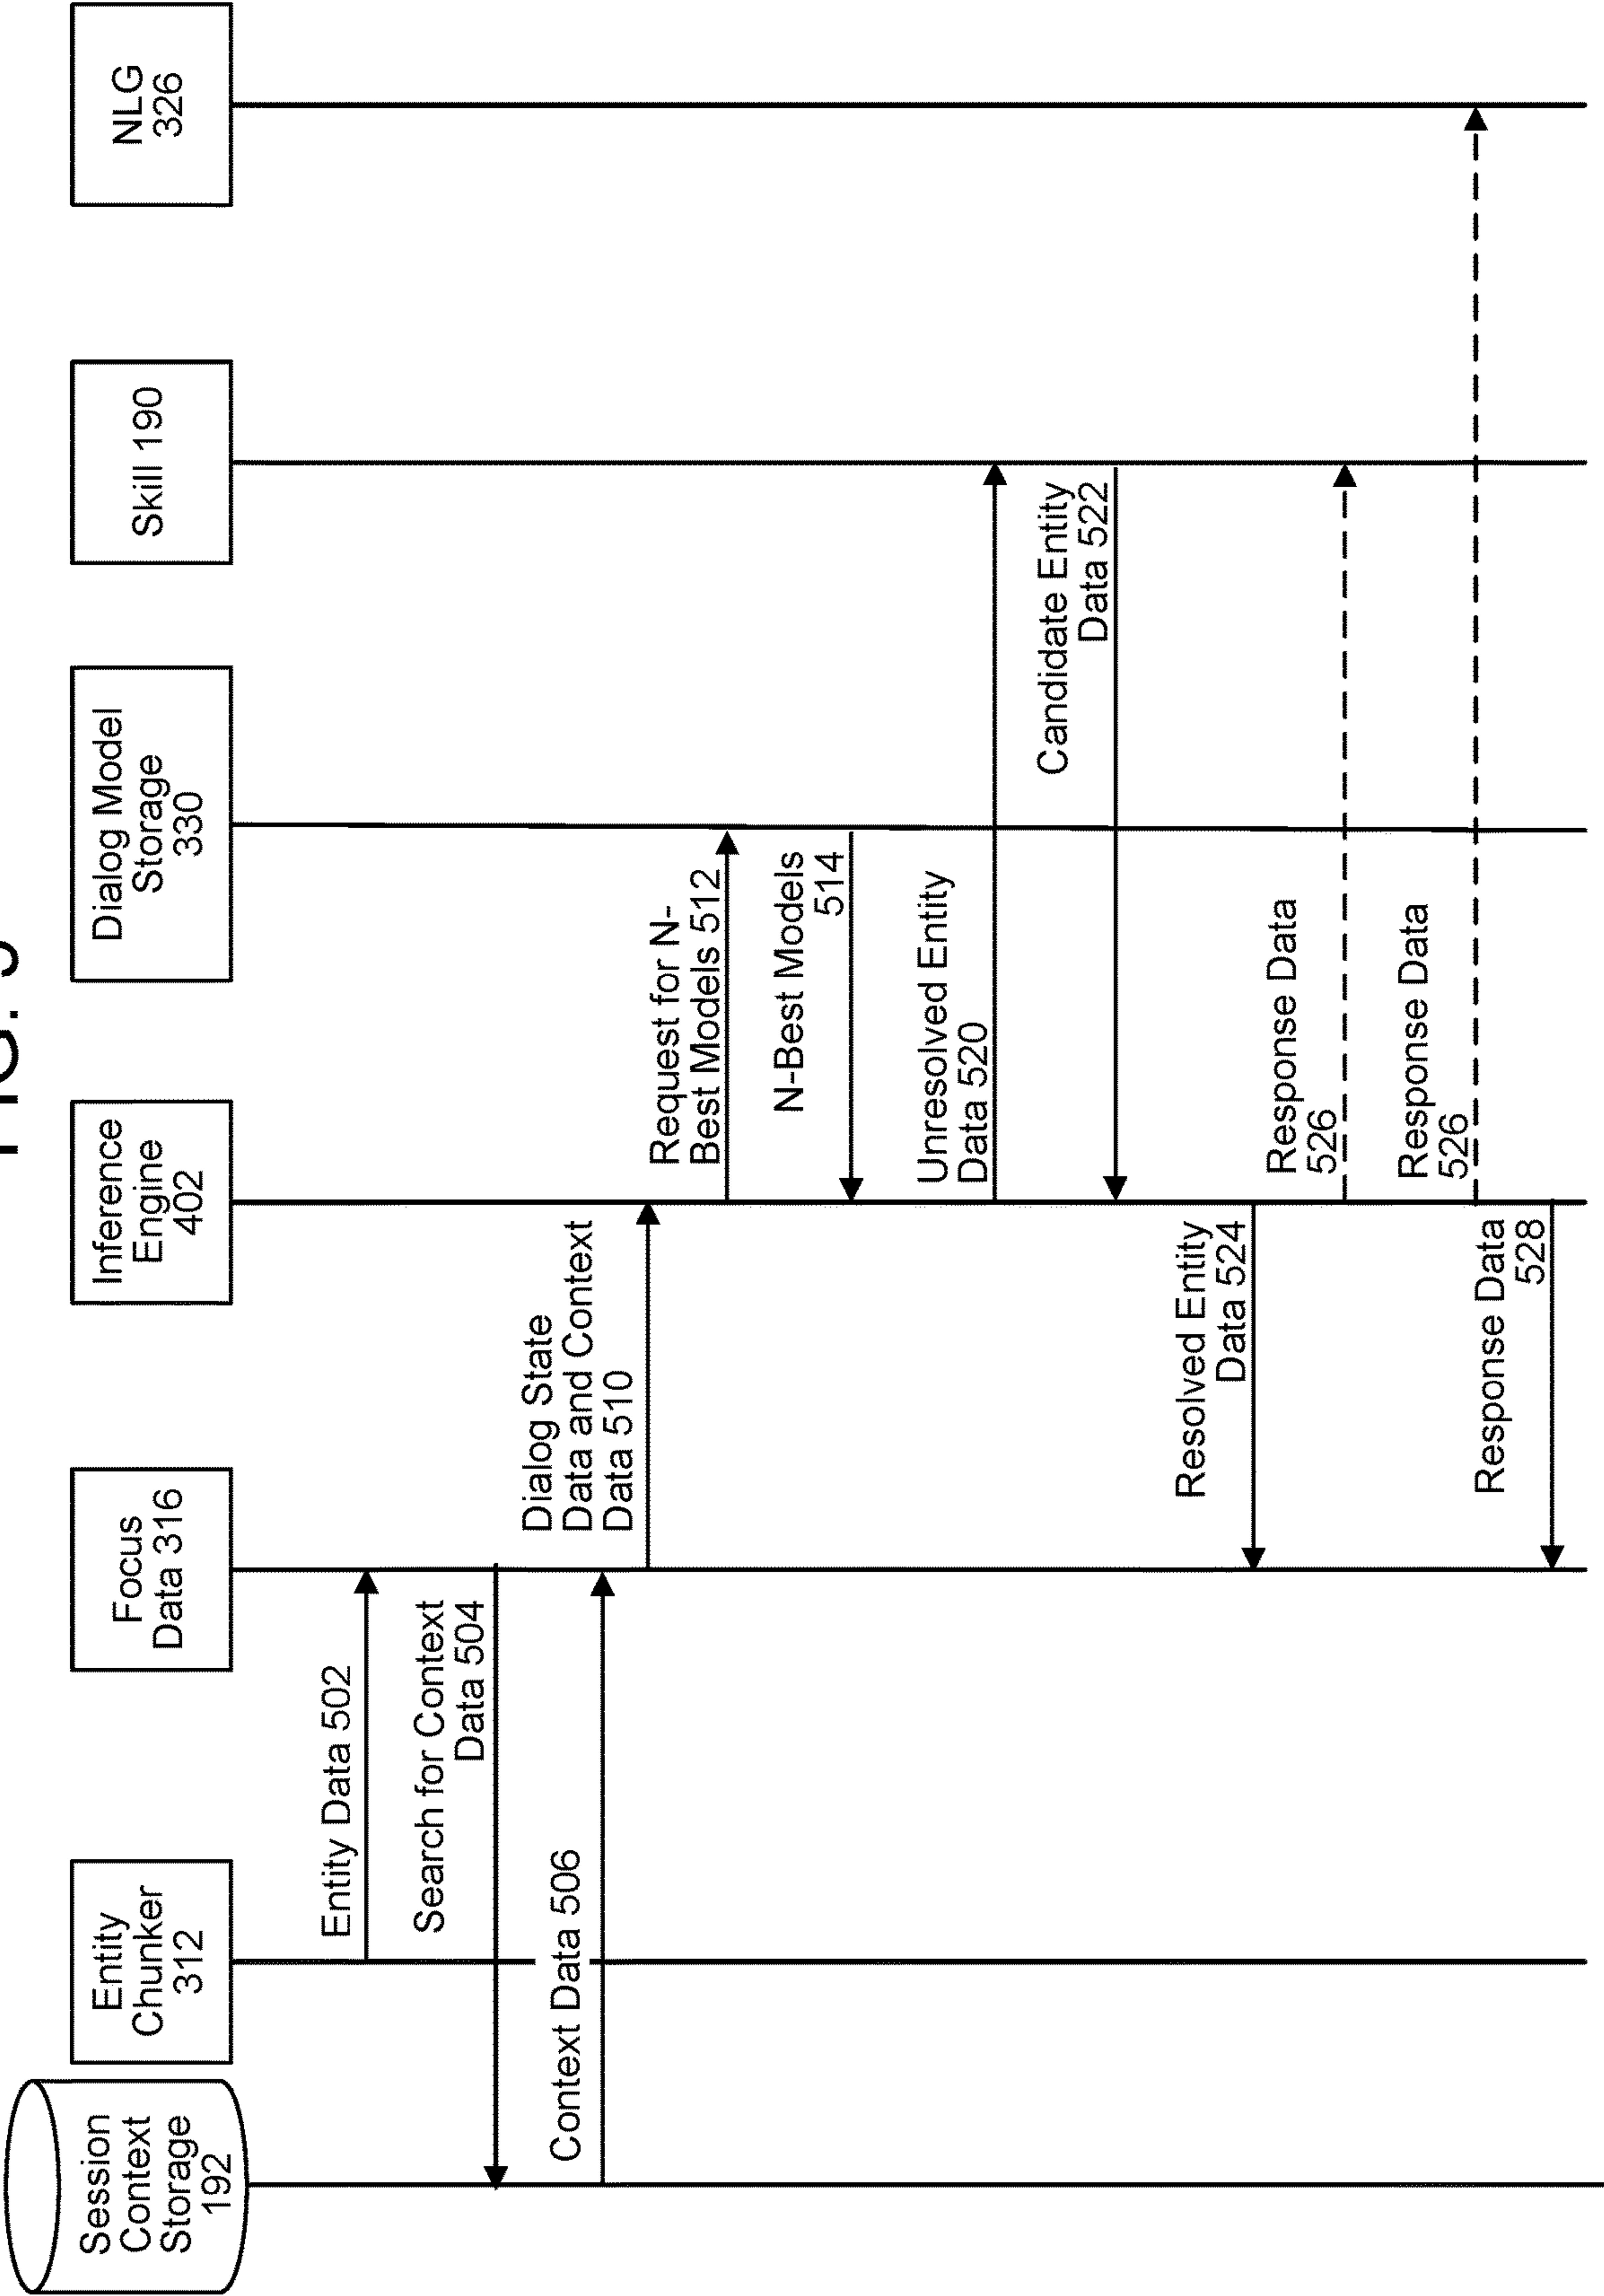 Session
Context
Storage
192
Entity
Chunker
312
Focus
Data 316
Inference
Engine
402
Dialog Model
Storage
330
Skill 190
NLG
326
Entity Data 502
Search for Context
Data 504
Context Data 506
Dialog State
Data and Context
Data 510
Request for N-
Best Models 512
N-Best Models
514
Unresolved Entity
Data 520
Candidate Entity
Data 522
Resolved Entity
Data 524
Response Data
526
Response Data
526
Response Data
528